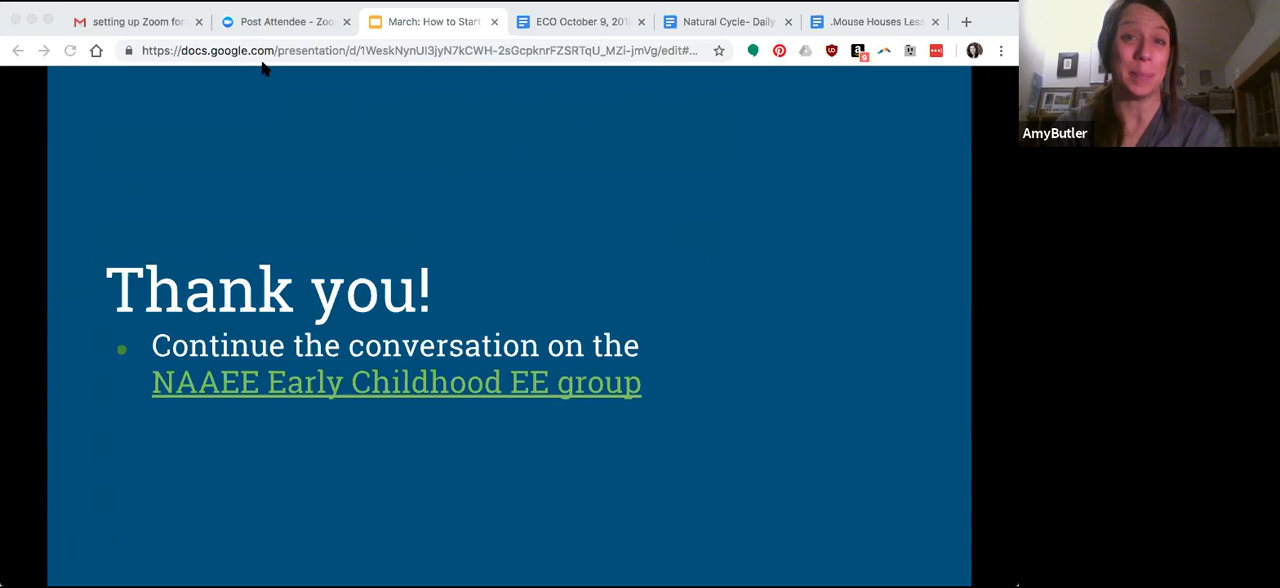 setting up Zoom for
Post Attendee - Zoo
March: How to Start
ECO October 9, 201
Natural Cycle- Daily
.Mouse Houses Less
https://docs.google.com/presentation/d/1WeskNynUl3jyN7kCWH-2sGcpknrFZSRTqU_MZi-jmVg/edit#...
9
AmyButler
Thank you!
Continue the conversation on the
NAAEE Early Childhood EE group